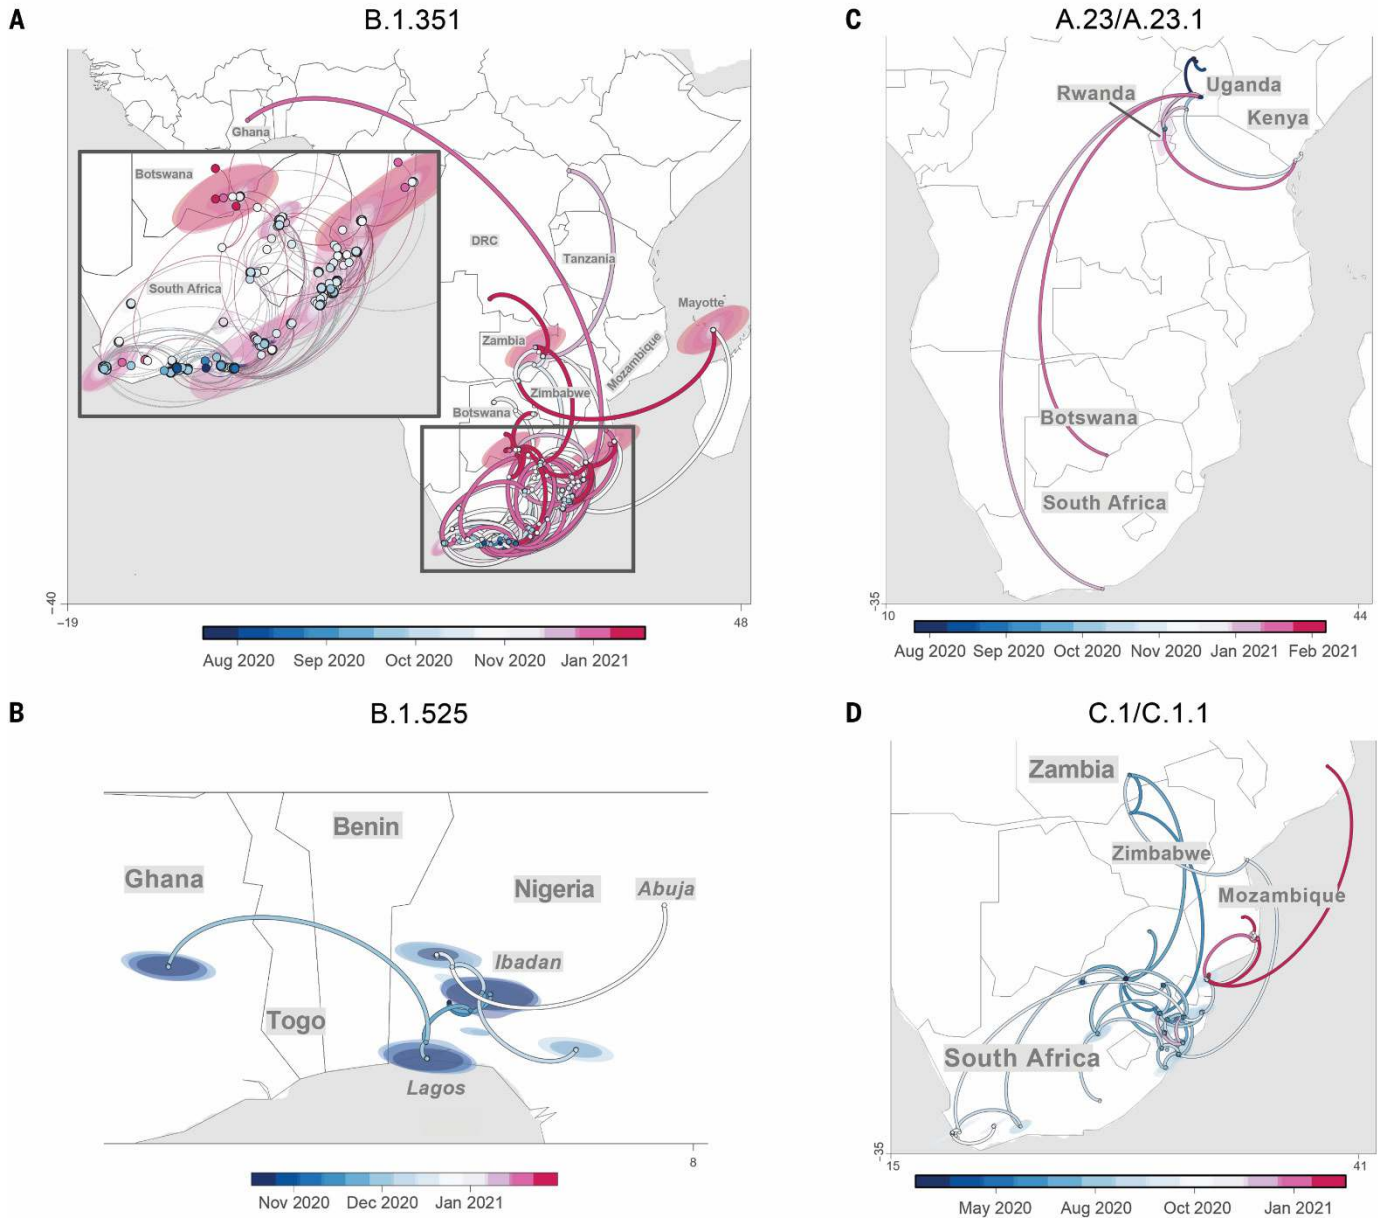 A
B.1.351
Ghana
Botswana
South Africa
DRC
Tanzania
Mayotte
Zambia
Mozambique
Zimbabwe
Botswana
-40
-19
48
Aug 2020 Sep 2020 Oct 2020 Nov 2020 Jan 2021
C
A.23/A.23.1
Rwanda
Uganda
Kenya
Botswana
South Africa
-35
10
44
Aug 2020 Sep 2020 Oct 2020 Nov 2020 Jan 2021 Feb 2021
B
B.1.525
Benin
Ghana
Nigeria
Abuja
Ibadan
Togo
Lagos
8
Nov 2020 Dec 2020 Jan 2021
D
C.1/C.1.1
Zambia
Zimbabwe
Mozambique
South Africa
-35
15
41
May 2020 Aug 2020 Oct 2020 Jan 2021